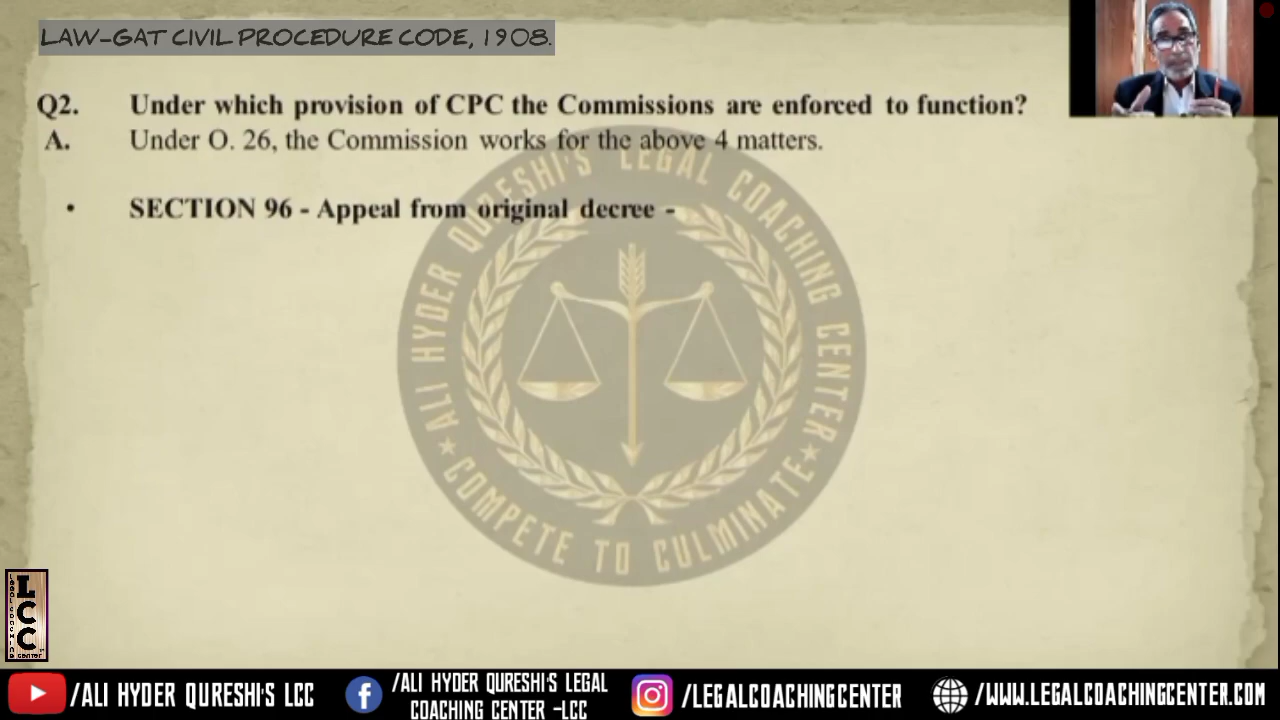 LAW-GAT CIVIL PROCEDURE CODE, 1908.
Q2. Under which provision of CPC the Commissions are enforced to function?
A. Under O. 26, the Commission works for the above 4 matters.
• SECTION 96 - Appeal from original decree -
ALI HYDER QURESHI'S LEGAL COACHING CENTER
★ COMPETE TO CULMINATE ★
LCC
LEGAL COACHING
CENTER
/ALI HYDER QURESHI'S LCC
/ALI HYDER QURESHI'S LEGAL
COACHING CENTER -LCC
/LEGALCOACHINGCENTER
/WWW.LEGALCOACHINGCENTER.COM